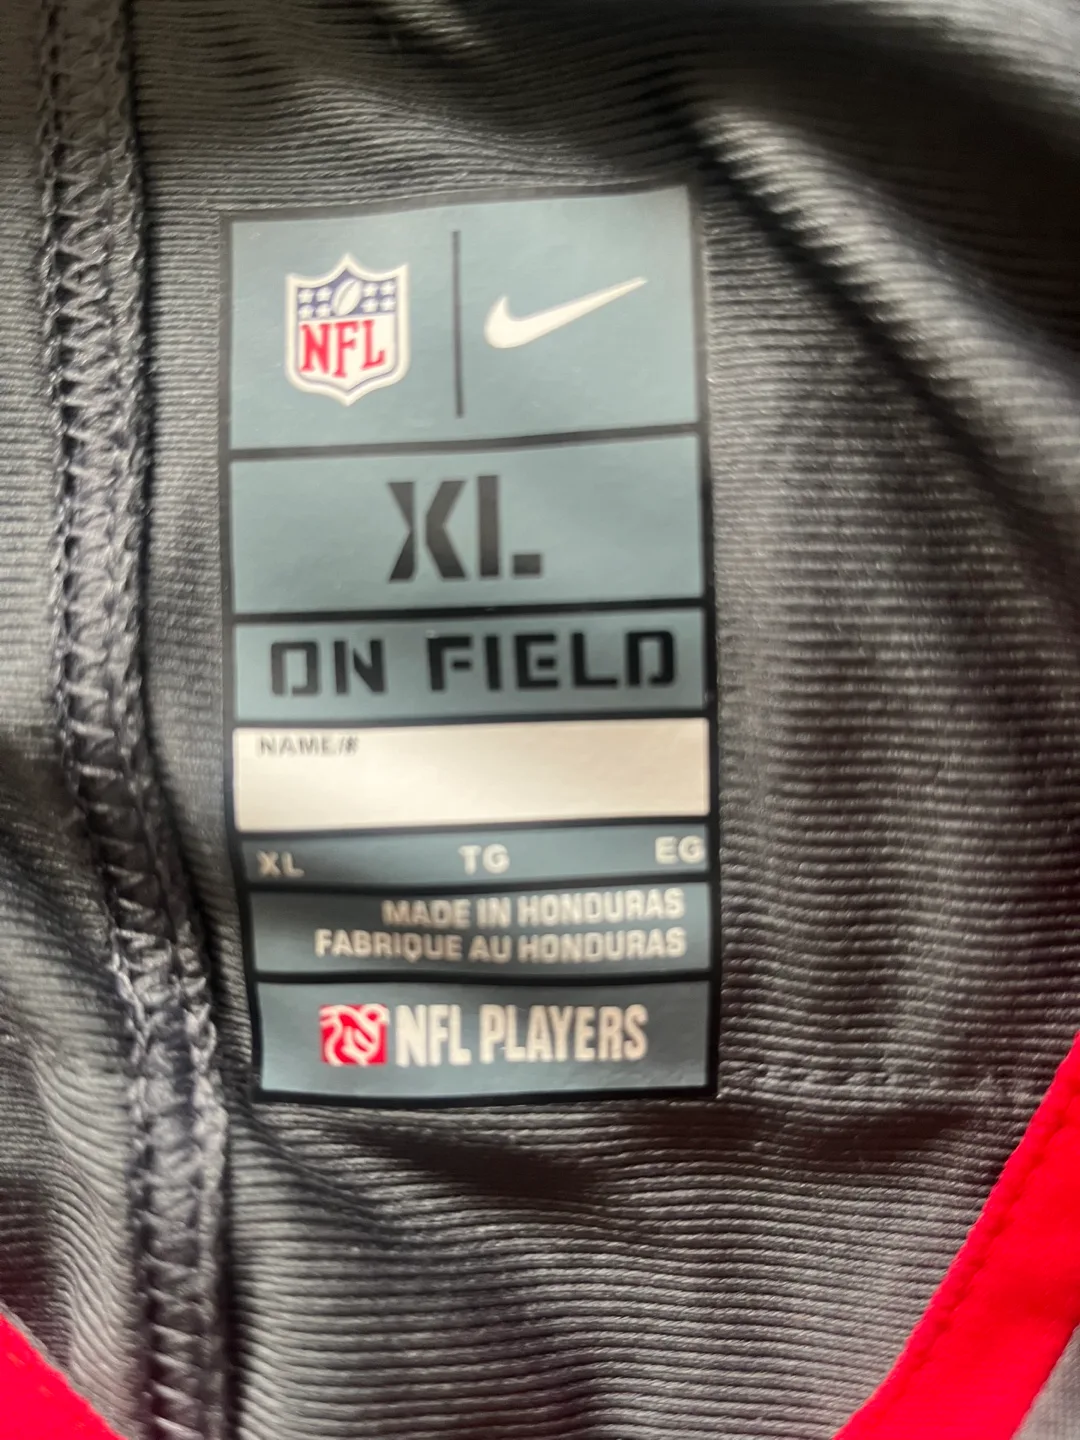 NFL
XL
ON FIELD
NAME/#
XL TG EG
MADE IN HONDURAS
FABRIQUE AU HONDURAS
NFL PLAYERS